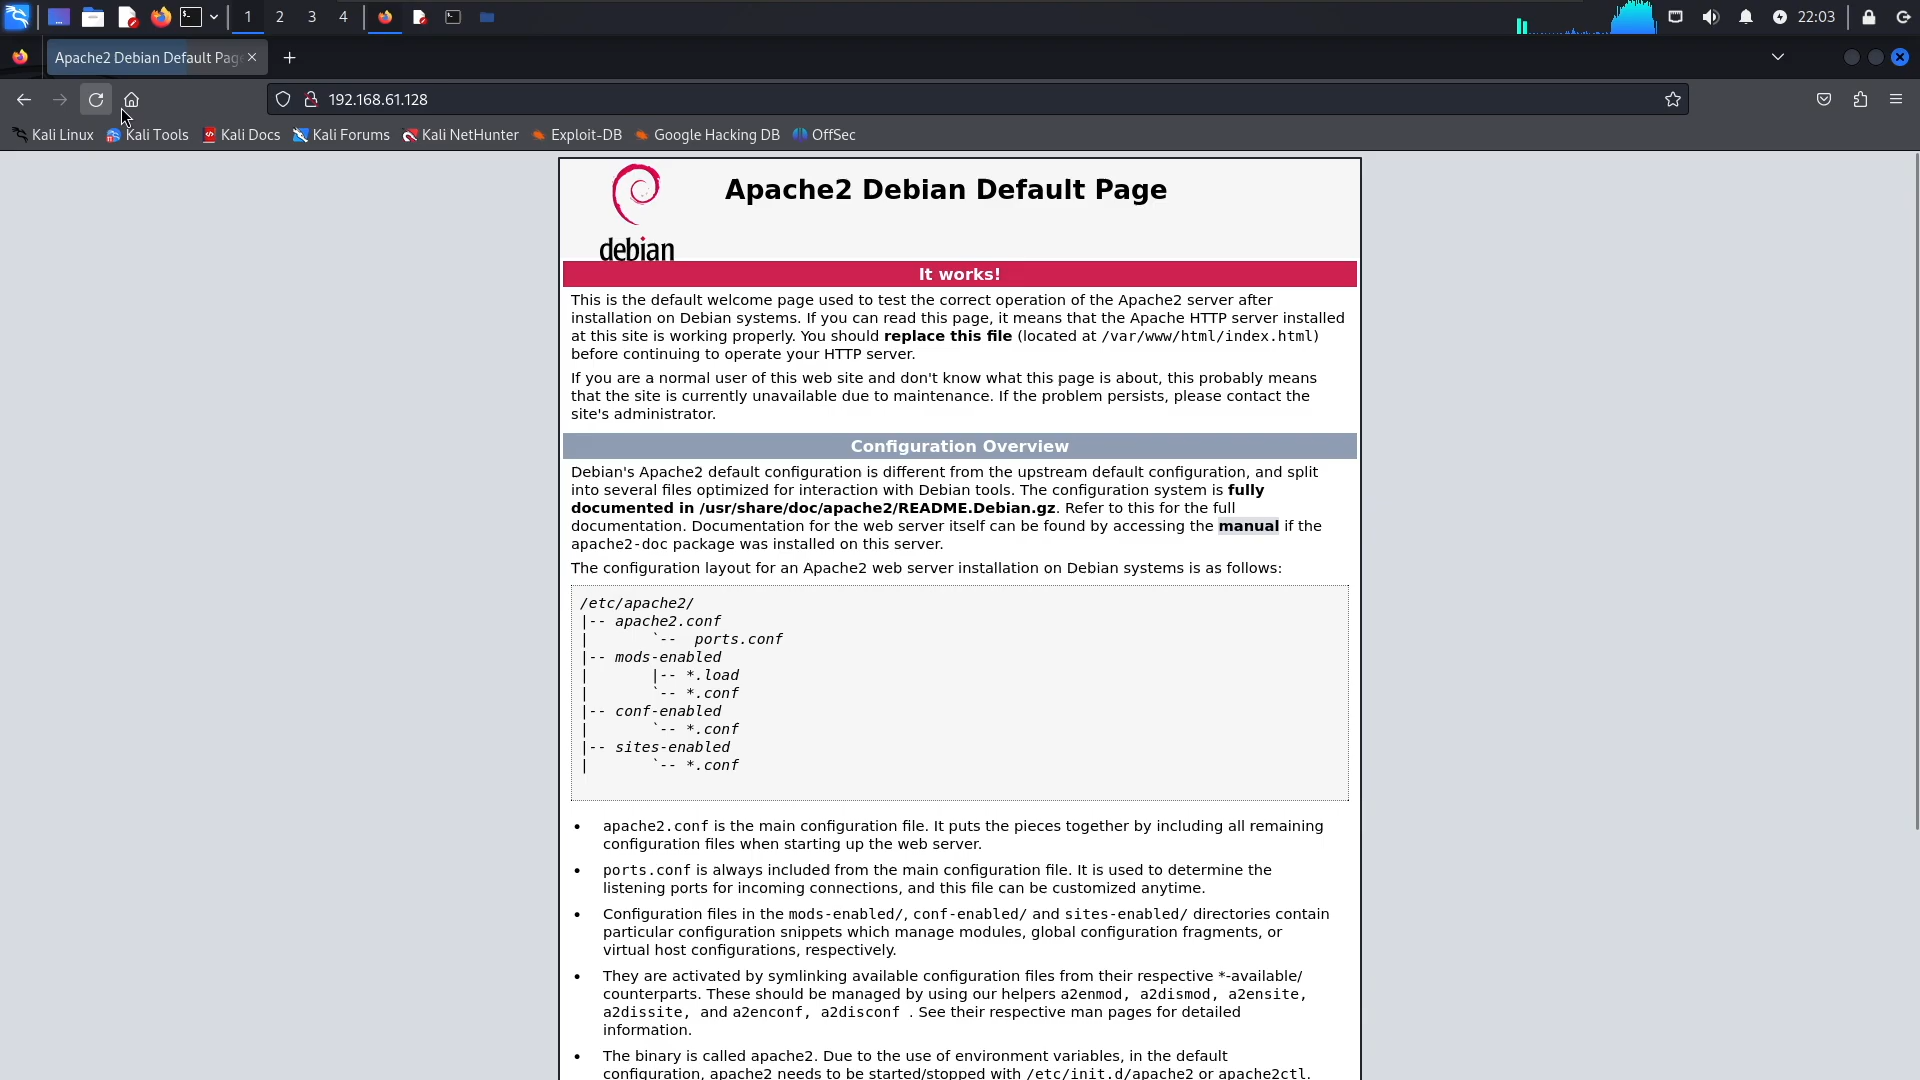 1 2 3 4 22:03
Apache2 Debian Default Pag
192.168.61.128
Kali Linux Kali Tools Kali Docs Kali Forums Kali NetHunter Exploit-DB Google Hacking DB OffSec
debian
Apache2 Debian Default Page
It works!
This is the default welcome page used to test the correct operation of the Apache2 server after
installation on Debian systems. If you can read this page, it means that the Apache HTTP server installed
at this site is working properly. You should replace this file (located at /var/www/html/index.html)
before continuing to operate your HTTP server.
If you are a normal user of this web site and don't know what this page is about, this probably means
that the site is currently unavailable due to maintenance. If the problem persists, please contact the
site's administrator.
Configuration Overview
Debian's Apache2 default configuration is different from the upstream default configuration, and split
into several files optimized for interaction with Debian tools. The configuration system is fully
documented in /usr/share/doc/apache2/README.Debian.gz. Refer to this for the full
documentation. Documentation for the web server itself can be found by accessing the manual if the
apache2-doc package was installed on this server.
The configuration layout for an Apache2 web server installation on Debian systems is as follows:
/etc/apache2/
|-- apache2.conf
|       `--  ports.conf
|-- mods-enabled
|       |-- *.load
|       `-- *.conf
|-- conf-enabled
|       `-- *.conf
|-- sites-enabled
|       `-- *.conf
• apache2.conf is the main configuration file. It puts the pieces together by including all remaining
configuration files when starting up the web server.
• ports.conf is always included from the main configuration file. It is used to determine the
listening ports for incoming connections, and this file can be customized anytime.
• Configuration files in the mods-enabled/, conf-enabled/ and sites-enabled/ directories contain
particular configuration snippets which manage modules, global configuration fragments, or
virtual host configurations, respectively.
• They are activated by symlinking available configuration files from their respective *-available/
counterparts. These should be managed by using our helpers a2enmod, a2dismod, a2ensite,
a2dissite, and a2enconf, a2disconf . See their respective man pages for detailed
information.
• The binary is called apache2. Due to the use of environment variables, in the default
configuration, apache2 needs to be started/stopped with /etc/init.d/apache2 or apache2ctl.